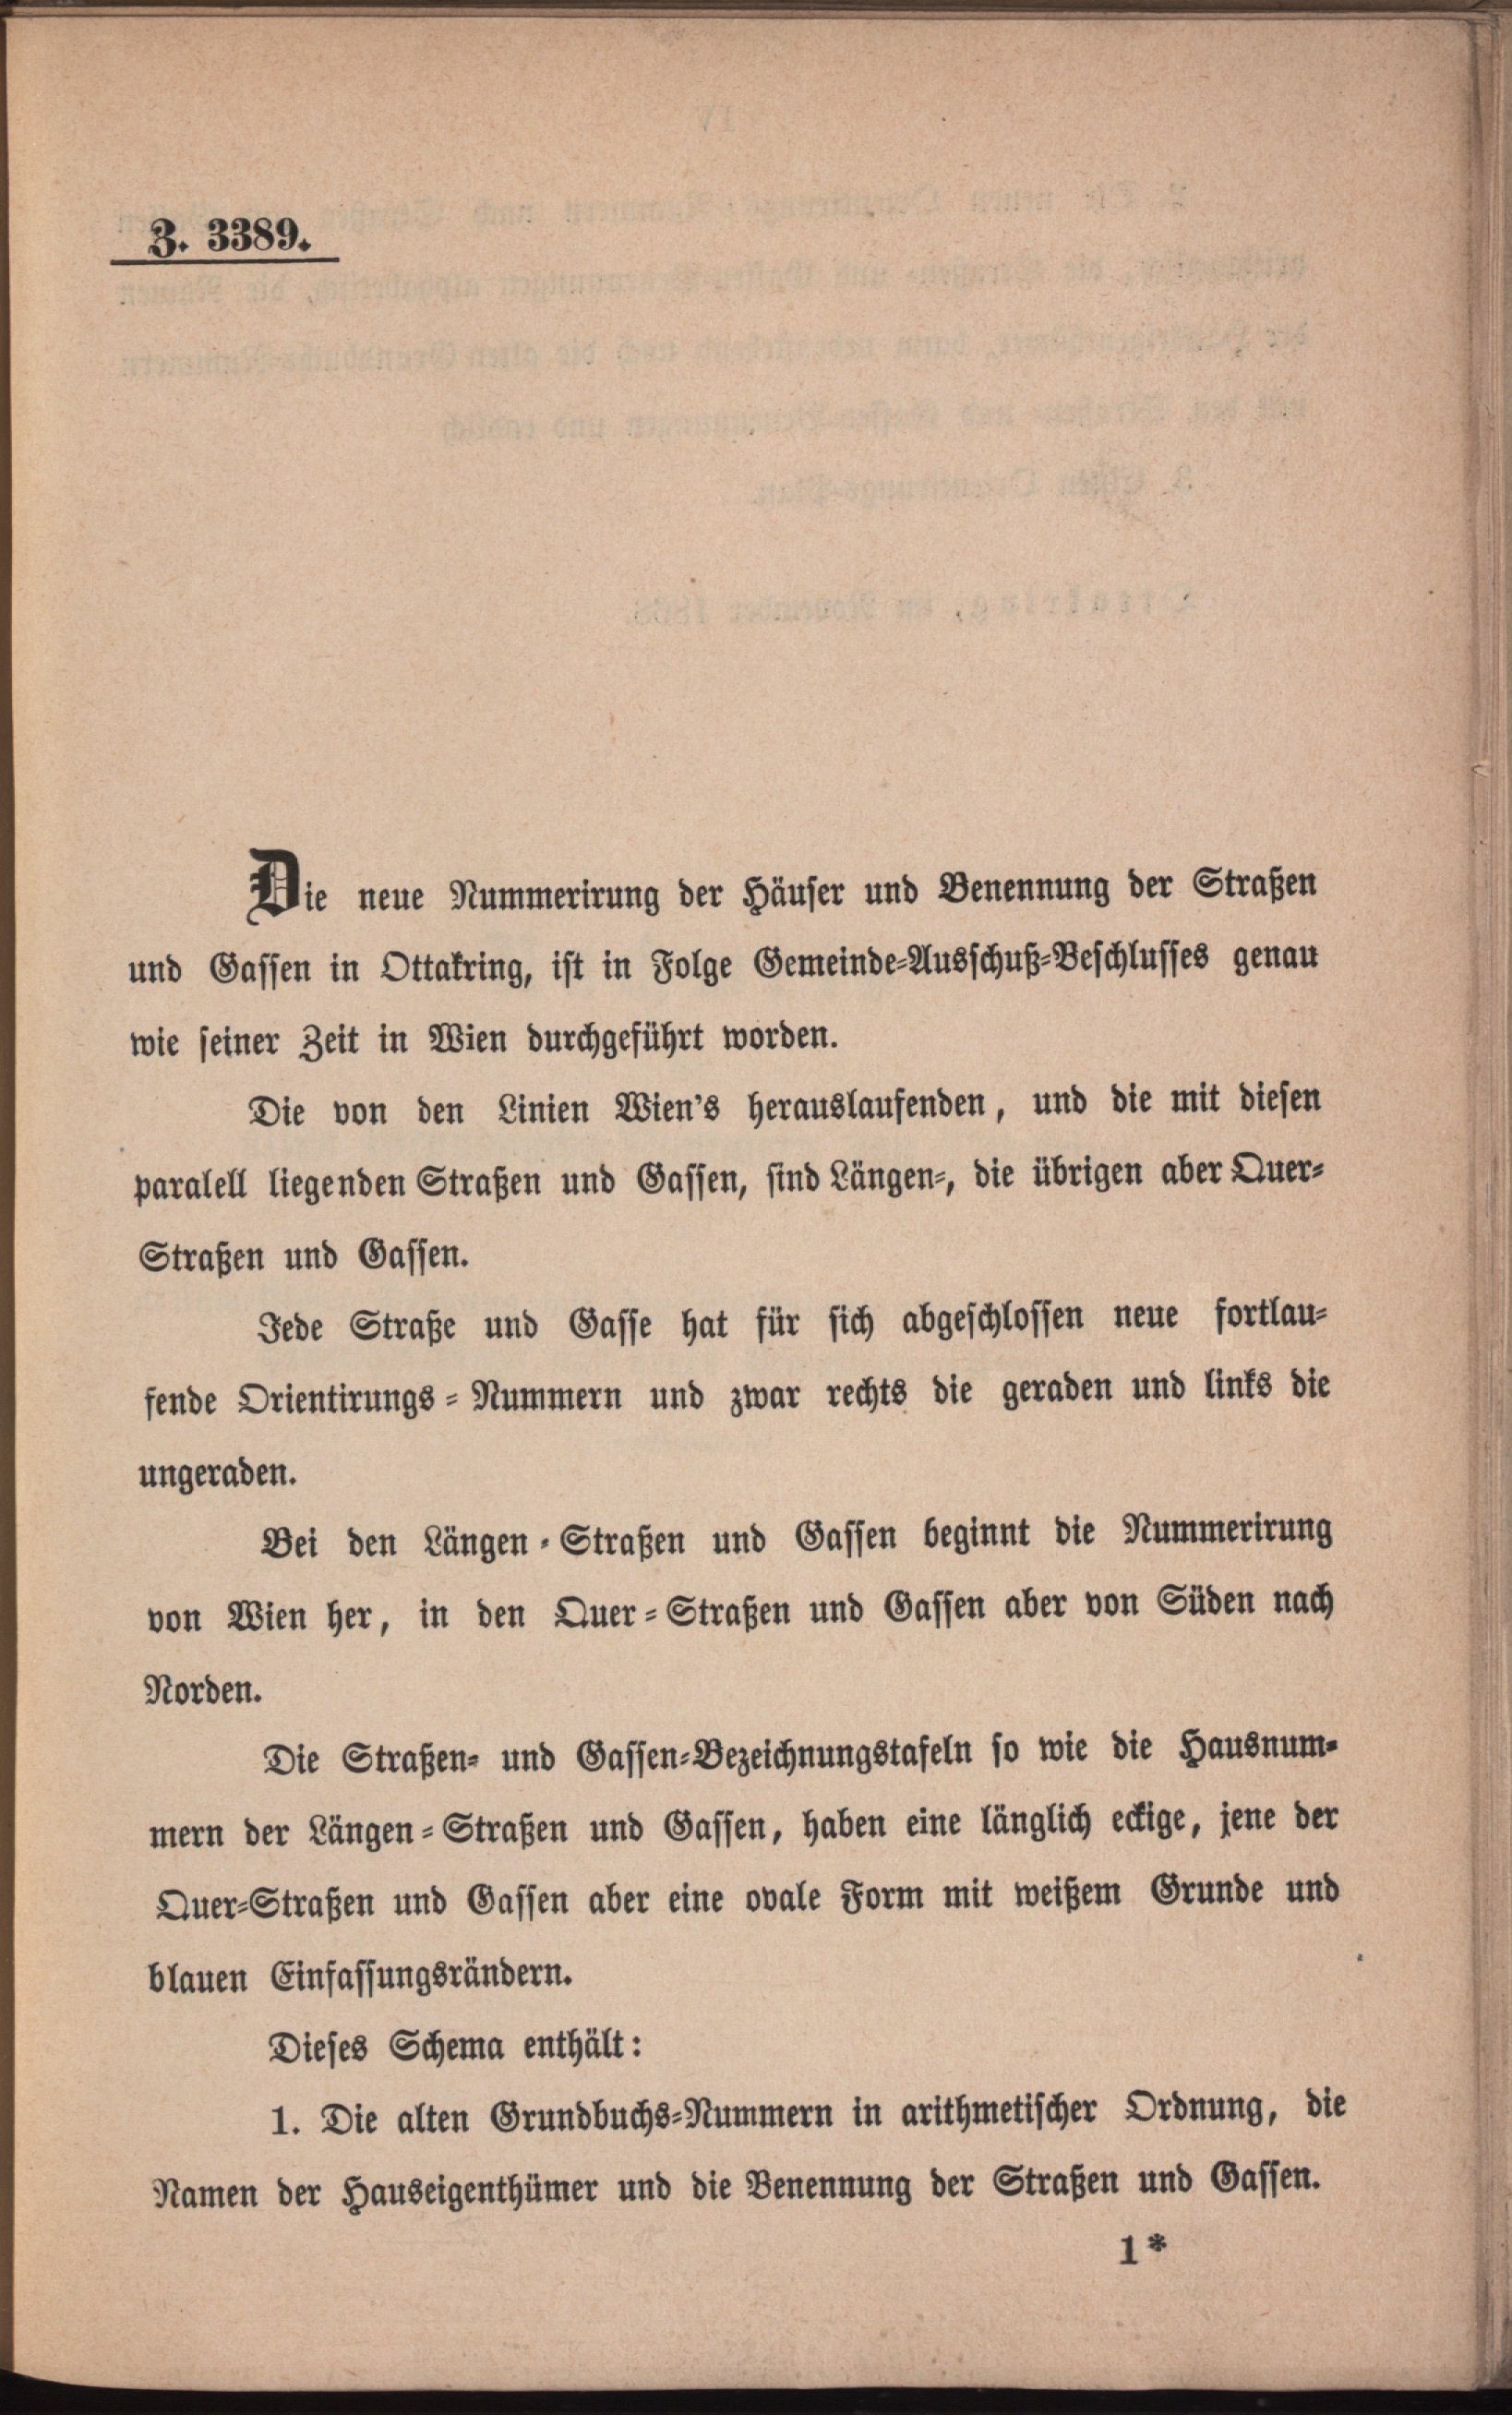 Z. 3389.
Die neue Nummerirung der Häuser und Benennung der Straßen
und Gassen in Ottakring, ist in Folge Gemeinde-Ausschuß-Beschlusses genau
wie seiner Zeit in Wien durchgeführt worden.
Die von den Linien Wien's herauslaufenden, und die mit diesen
paralell liegenden Straßen und Gassen, sind Längen-, die übrigen aber Quer-
Straßen und Gassen.
Jede Straße und Gasse hat für sich abgeschlossen neue fortlau-
fende Orientirungs-Nummern und zwar rechts die geraden und links die
ungeraden.
Bei den Längen-Straßen und Gassen beginnt die Nummerirung
von Wien her, in den Quer-Straßen und Gassen aber von Süden nach
Norden.
Die Straßen- und Gassen-Bezeichnungstafeln so wie die Hausnum-
mern der Längen-Straßen und Gassen, haben eine länglich eckige, jene der
Quer-Straßen und Gassen aber eine ovale Form mit weißem Grunde und
blauen Einfassungsrändern.
Dieses Schema enthält:
1. Die alten Grundbuchs-Nummern in arithmetischer Ordnung, die
Namen der Hauseigenthümer und die Benennung der Straßen und Gassen.
1*